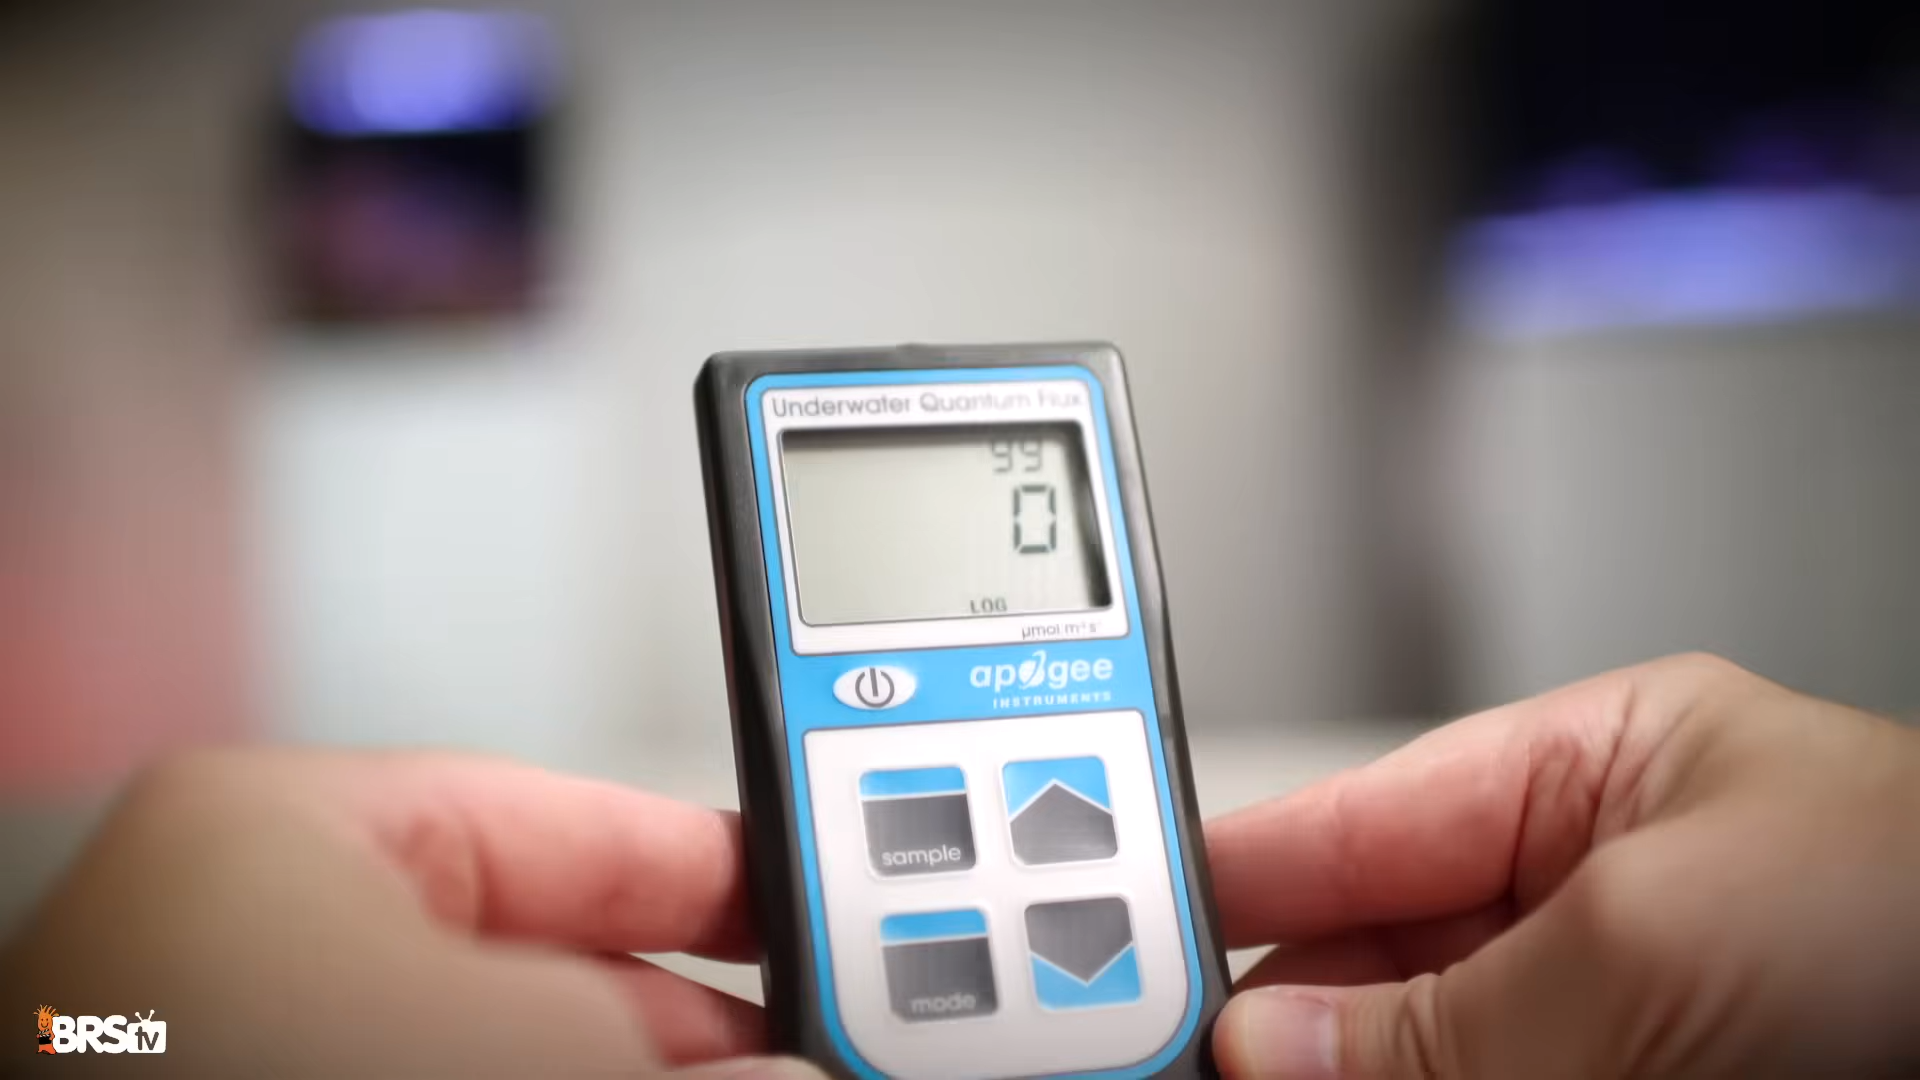 Underwater Quantum Flux
99
0
LOG
µmol m⁻² s⁻¹
apogee
INSTRUMENTS
sample
mode
BRStv